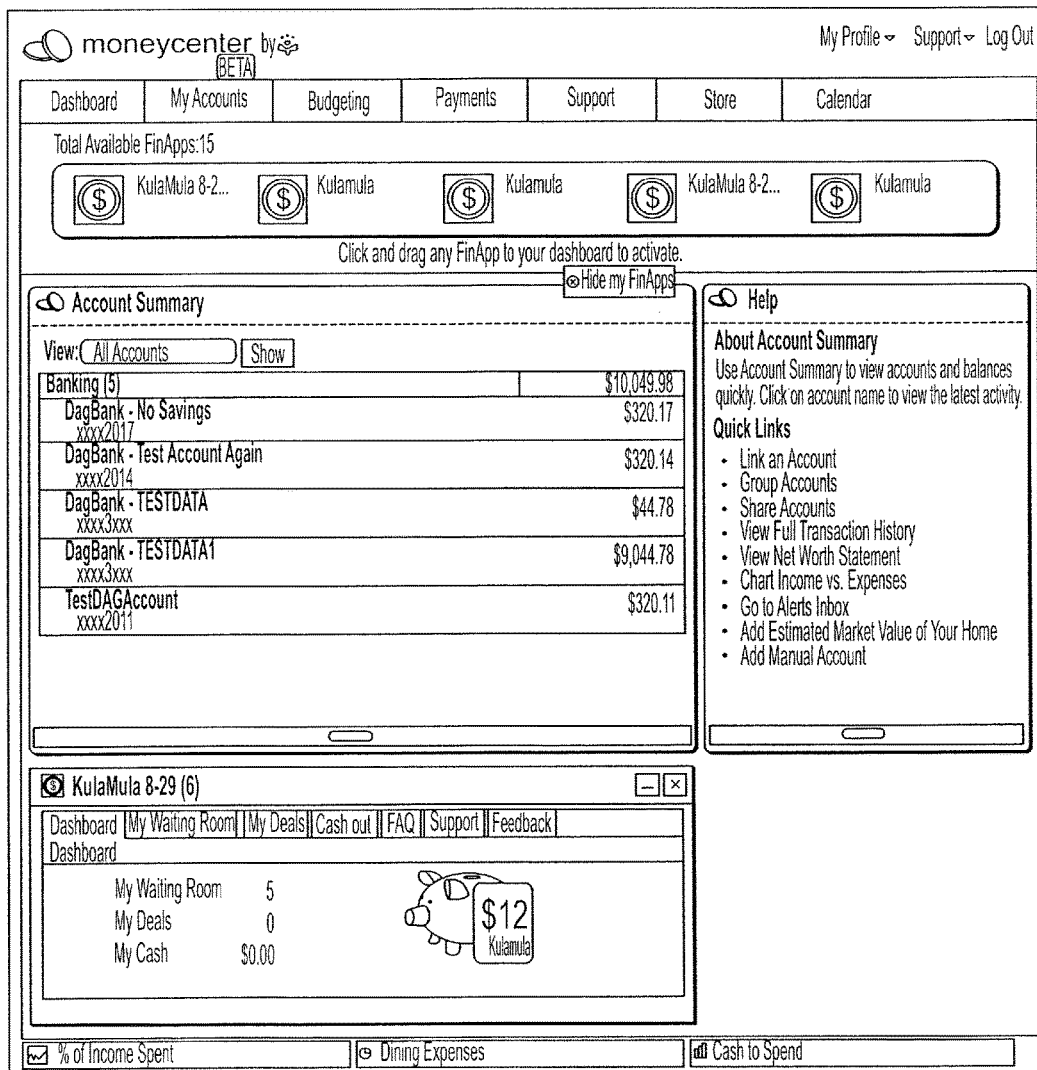 moneycenter by
BETA
My Profile Support Log Out
Dashboard My Accounts Budgeting Payments Support Store Calendar
Total Available FinApps:15
$ KulaMula 8-2... $ Kulamula $ Kulamula $ KulaMula 8-2... $ Kulamula
Click and drag any FinApp to your dashboard to activate.
Hide my FinApps
Account Summary
View: All Accounts Show
Banking (5) $10,049.98
DagBank - No Savings $320.17
xxxx2017
DagBank - Test Account Again $320.14
xxxx2014
DagBank - TESTDATA $44.78
xxxx3xxx
DagBank - TESTDATA1 $9,044.78
xxxx3xxx
TestDAGAccount $320.11
xxxx2011
Help
About Account Summary
Use Account Summary to view accounts and balances
quickly. Click on account name to view the latest activity.
Quick Links
• Link an Account
• Group Accounts
• Share Accounts
• View Full Transaction History
• View Net Worth Statement
• Chart Income vs. Expenses
• Go to Alerts Inbox
• Add Estimated Market Value of Your Home
• Add Manual Account
$ KulaMula 8-29 (6)
Dashboard My Waiting Room My Deals Cash out FAQ Support Feedback
Dashboard
My Waiting Room 5
My Deals 0
My Cash $0.00
$12
Kulamula
% of Income Spent Dining Expenses Cash to Spend